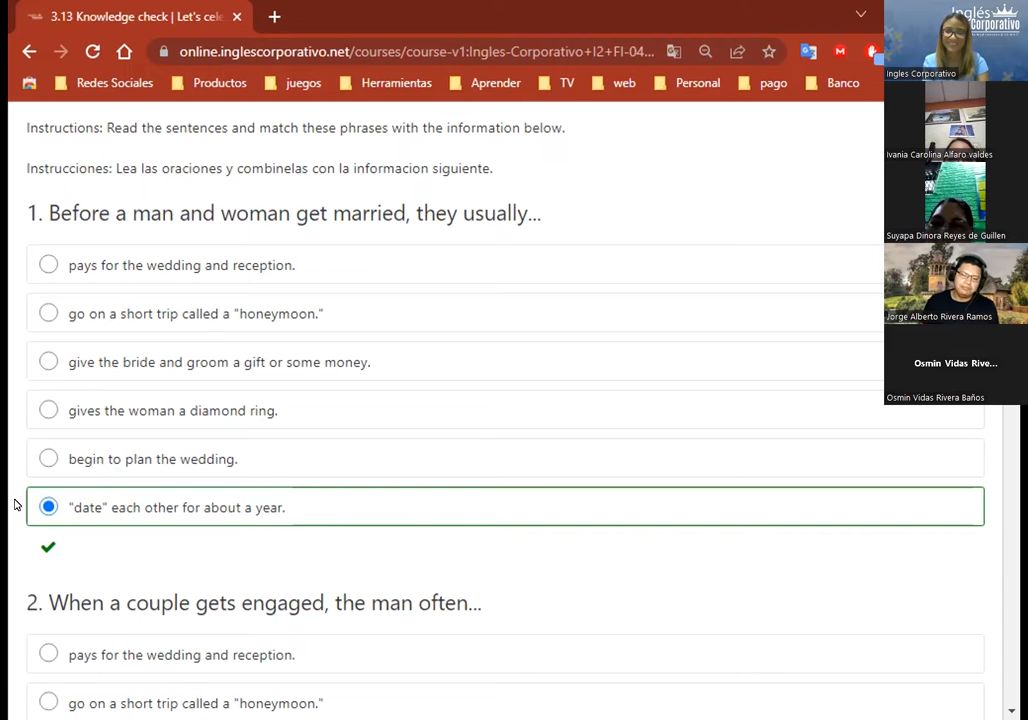 3.13 Knowledge check | Let's cele
online.inglescorporativo.net/courses/course-v1:Ingles-Corporativo+I2+FI-04...
Redes Sociales
Productos
juegos
Herramientas
Aprender
TV
web
Personal
pago
Banco
Instructions: Read the sentences and match these phrases with the information below.
Instrucciones: Lea las oraciones y combinelas con la informacion siguiente.
1. Before a man and woman get married, they usually...
pays for the wedding and reception.
go on a short trip called a "honeymoon."
give the bride and groom a gift or some money.
gives the woman a diamond ring.
begin to plan the wedding.
"date" each other for about a year.
2. When a couple gets engaged, the man often...
pays for the wedding and reception.
go on a short trip called a "honeymoon."
Inglés
Corporativo
Ingles Corporativo
Ivania Carolina Alfaro valdes
Suyapa Dinora Reyes de Guillen
Jorge Alberto Rivera Ramos
Osmin Vidas Rive...
Osmin Vidas Rivera Baños